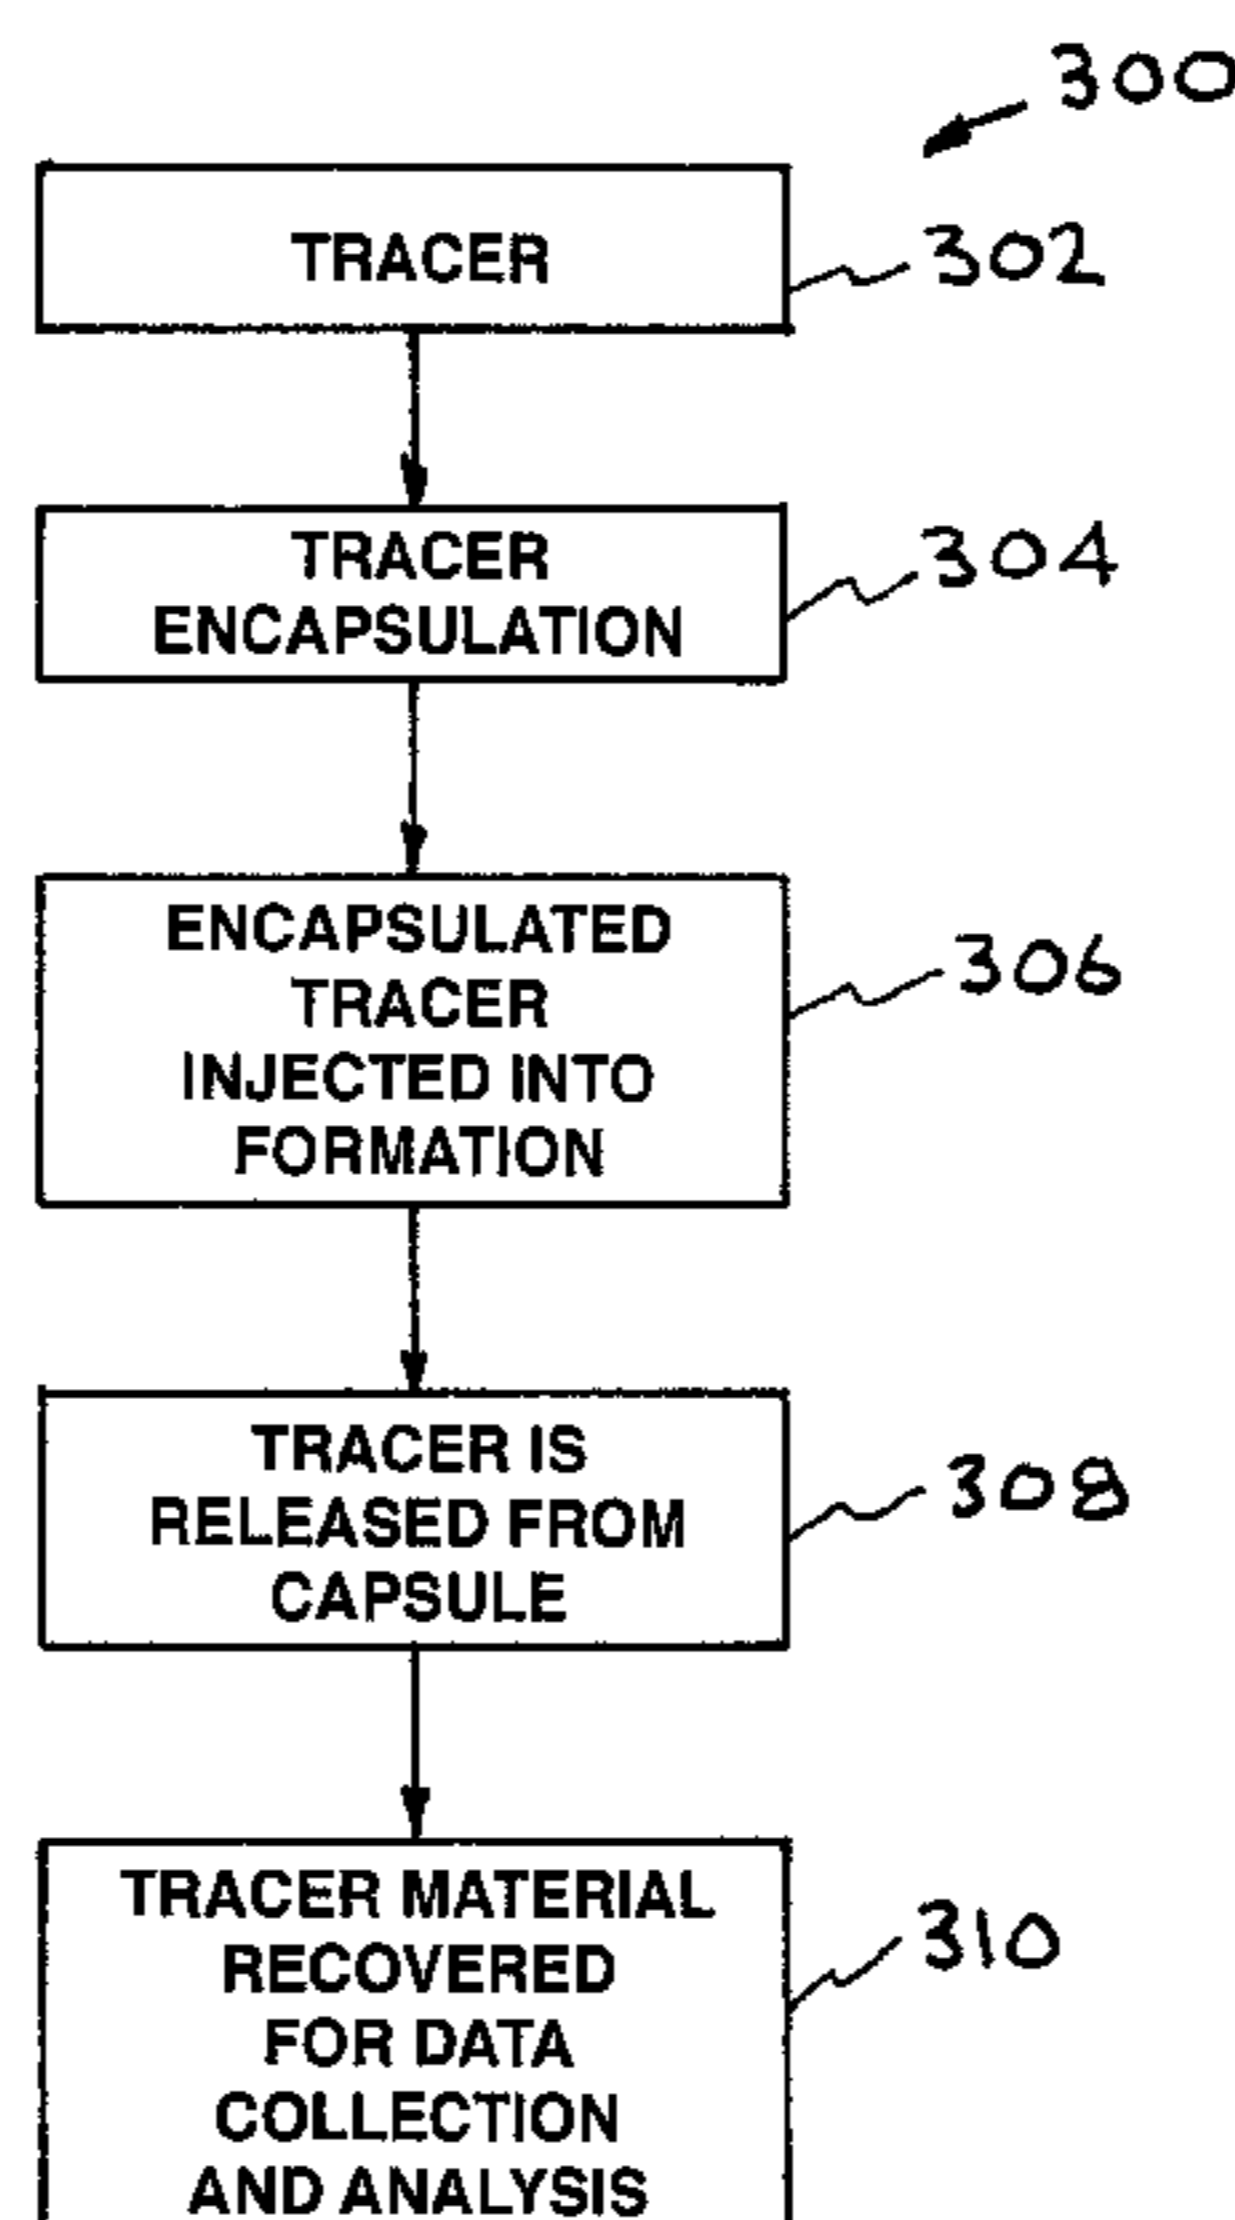 300
TRACER
302
TRACER
ENCAPSULATION
304
ENCAPSULATED
TRACER
INJECTED INTO
FORMATION
306
TRACER IS
RELEASED FROM
CAPSULE
308
TRACER MATERIAL
RECOVERED
FOR DATA
COLLECTION
AND ANALYSIS
310